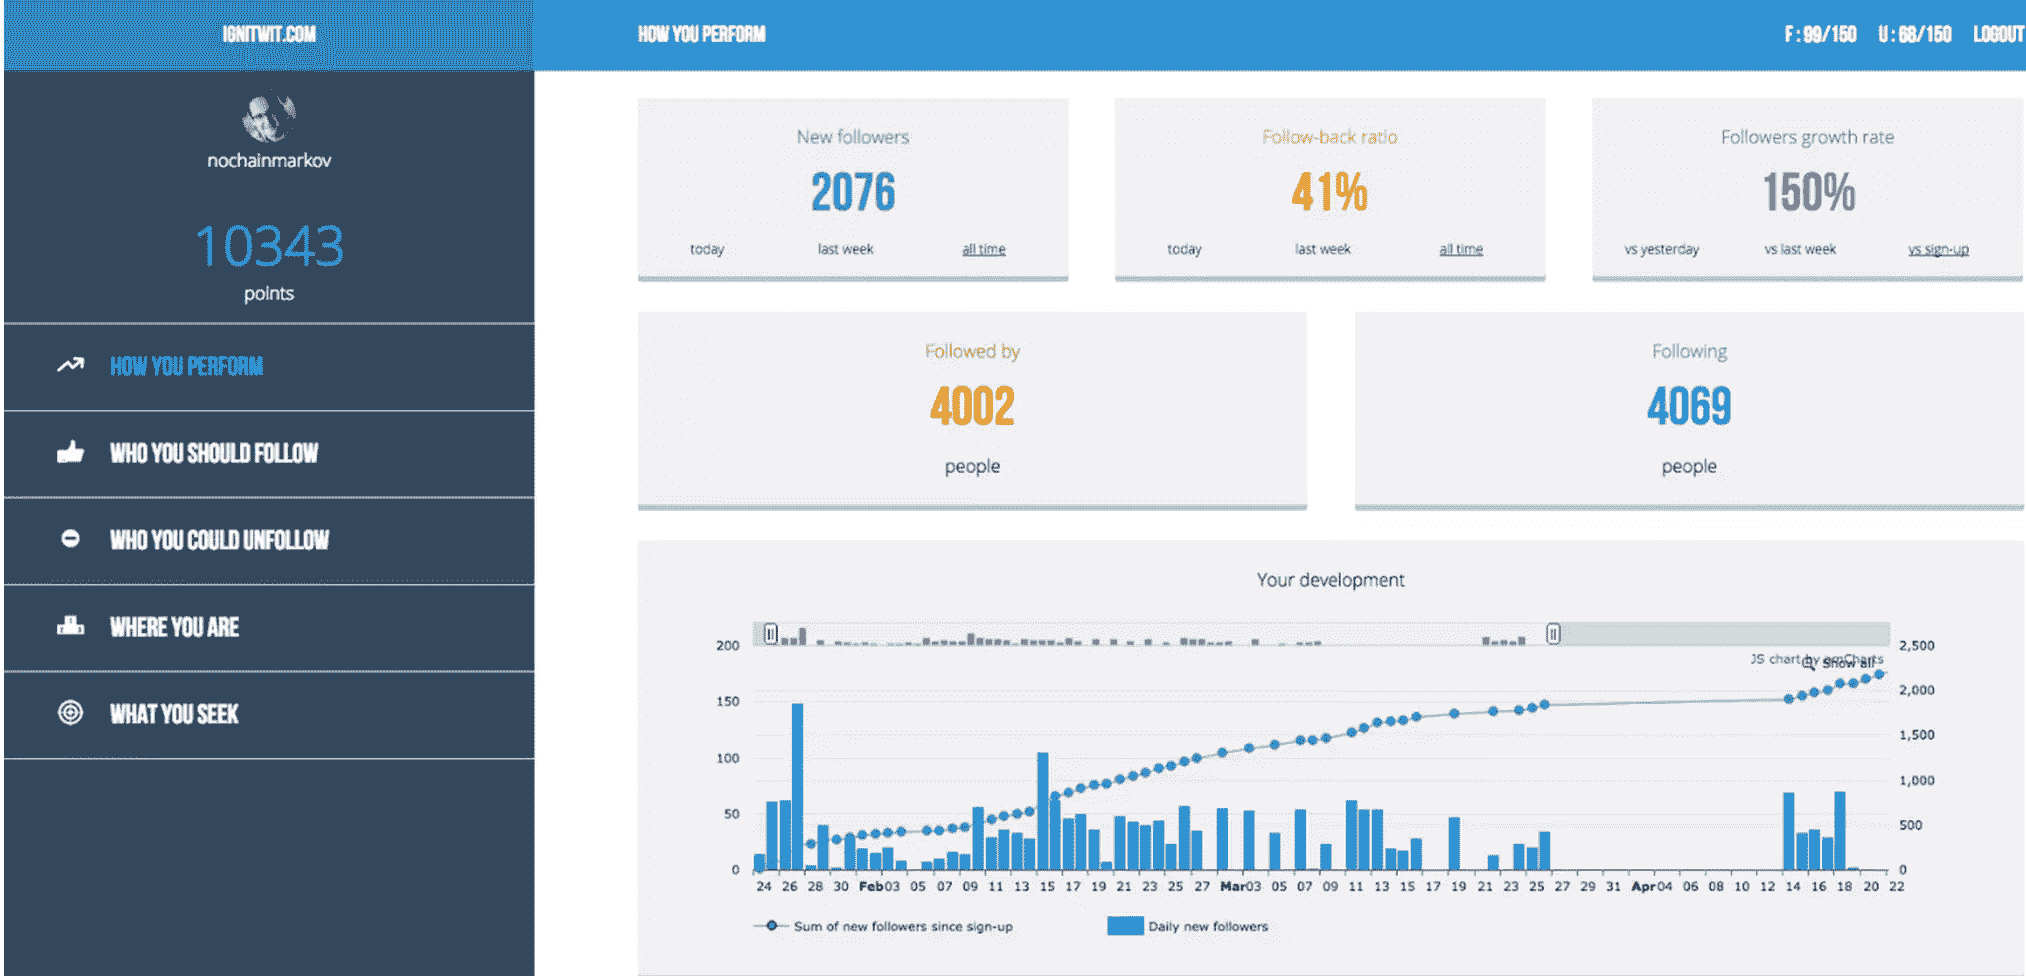 IGNITWIT.COM
HOW YOU PERFORM
F : 99/150 U : 68/150 LOGOUT
nochainmarkov
10343
points
HOW YOU PERFORM
WHO YOU SHOULD FOLLOW
WHO YOU COULD UNFOLLOW
WHERE YOU ARE
WHAT YOU SEEK
New followers
2076
today last week all time
Follow-back ratio
41%
today last week all time
Followers growth rate
150%
vs yesterday vs last week vs sign-up
Followed by
4002
people
Following
4069
people
Your development
200 2,500
JS chart by amCharts
Show all
2,000
150
1,500
100
1,000
50
500
0 0
24 26 28 30 Feb 03 05 07 09 11 13 15 17 19 21 23 25 27 Mar 03 05 07 09 11 13 15 17 19 21 23 25 27 29 31 Apr 04 06 08 10 12 14 16 18 20 22
Sum of new followers since sign-up Daily new followers